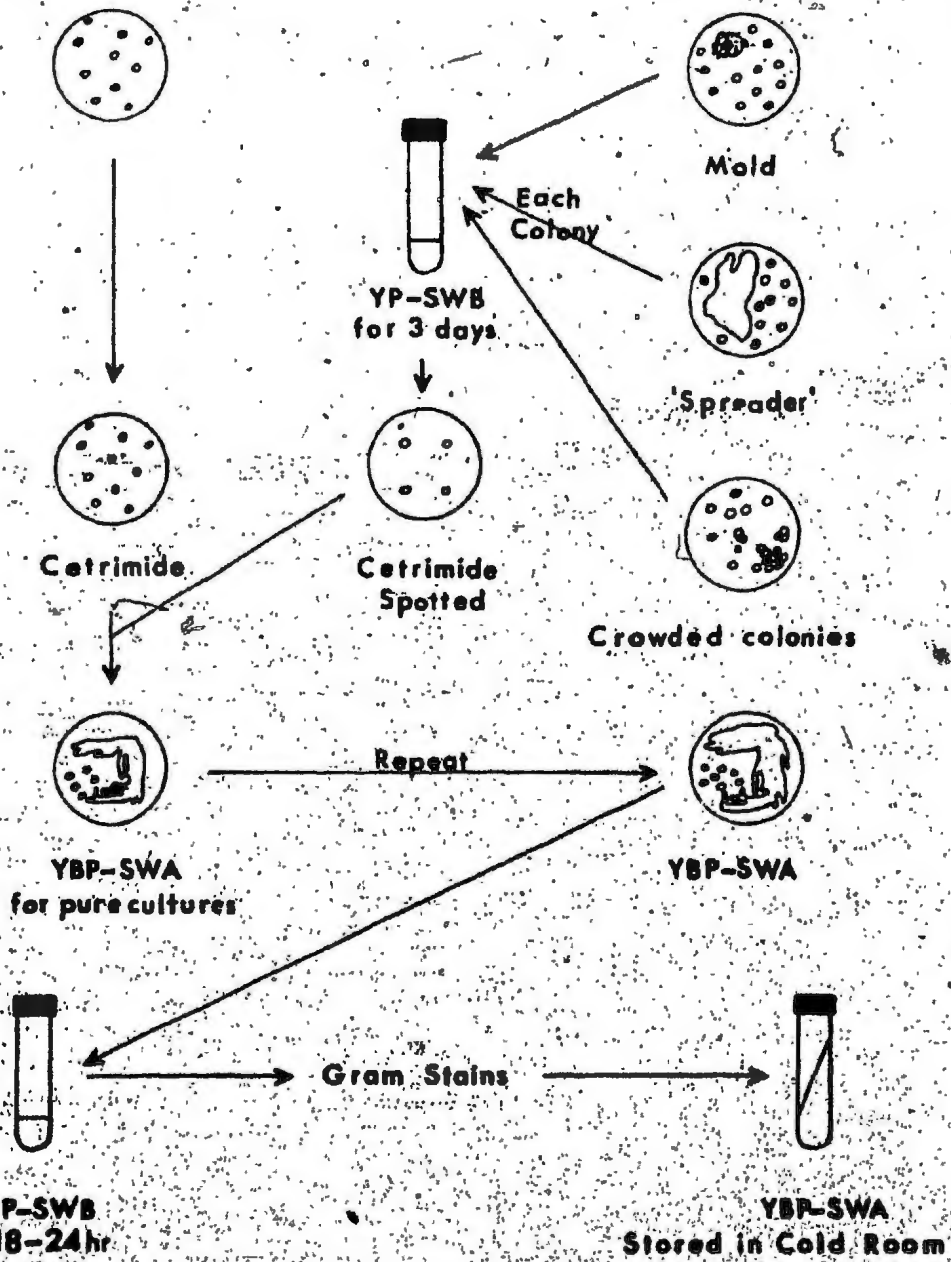 Mold
Each
Colony
YP-SWB
for 3 days
'Spreader'
Cetrimide
Cetrimide
Spotted
Crowded colonies
Repeat
YBP-SWA
for pure cultures
YBP-SWA
Gram Stains
P-SWB
18-24hr
YBP-SWA
Stored in Cold Room